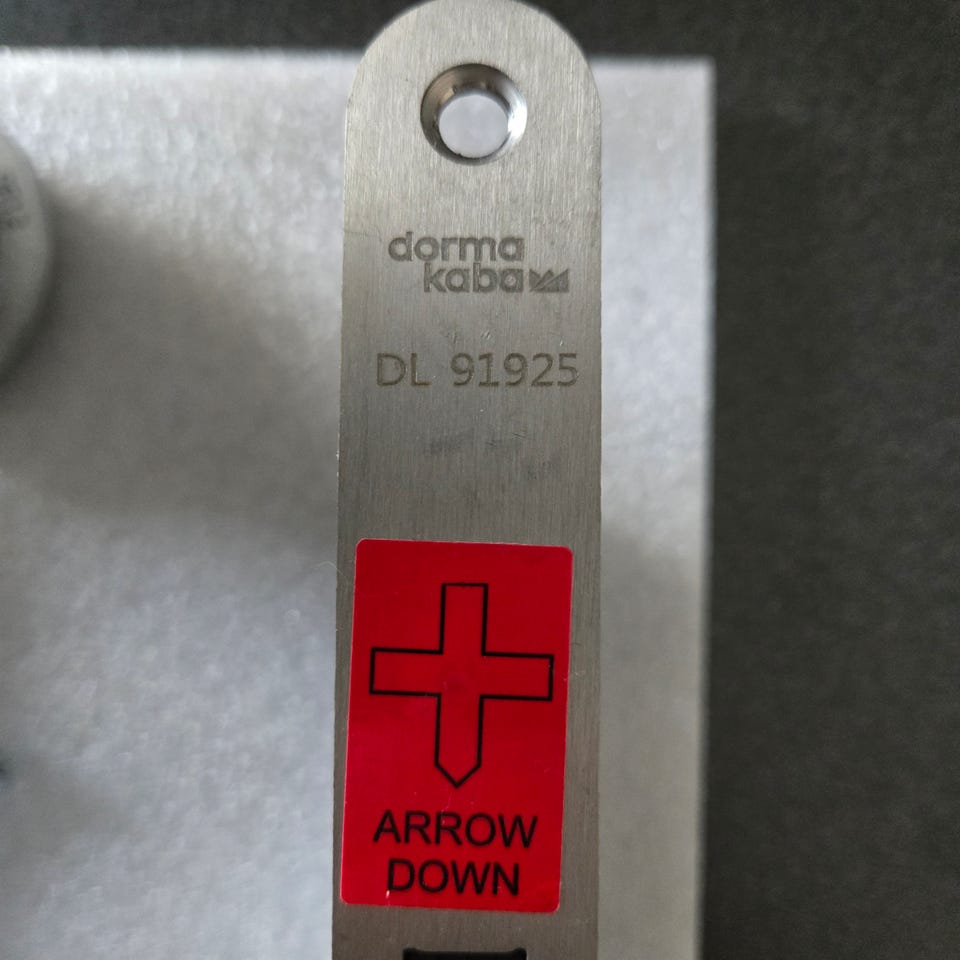 dorma
kaba
DL 91925
ARROW
DOWN